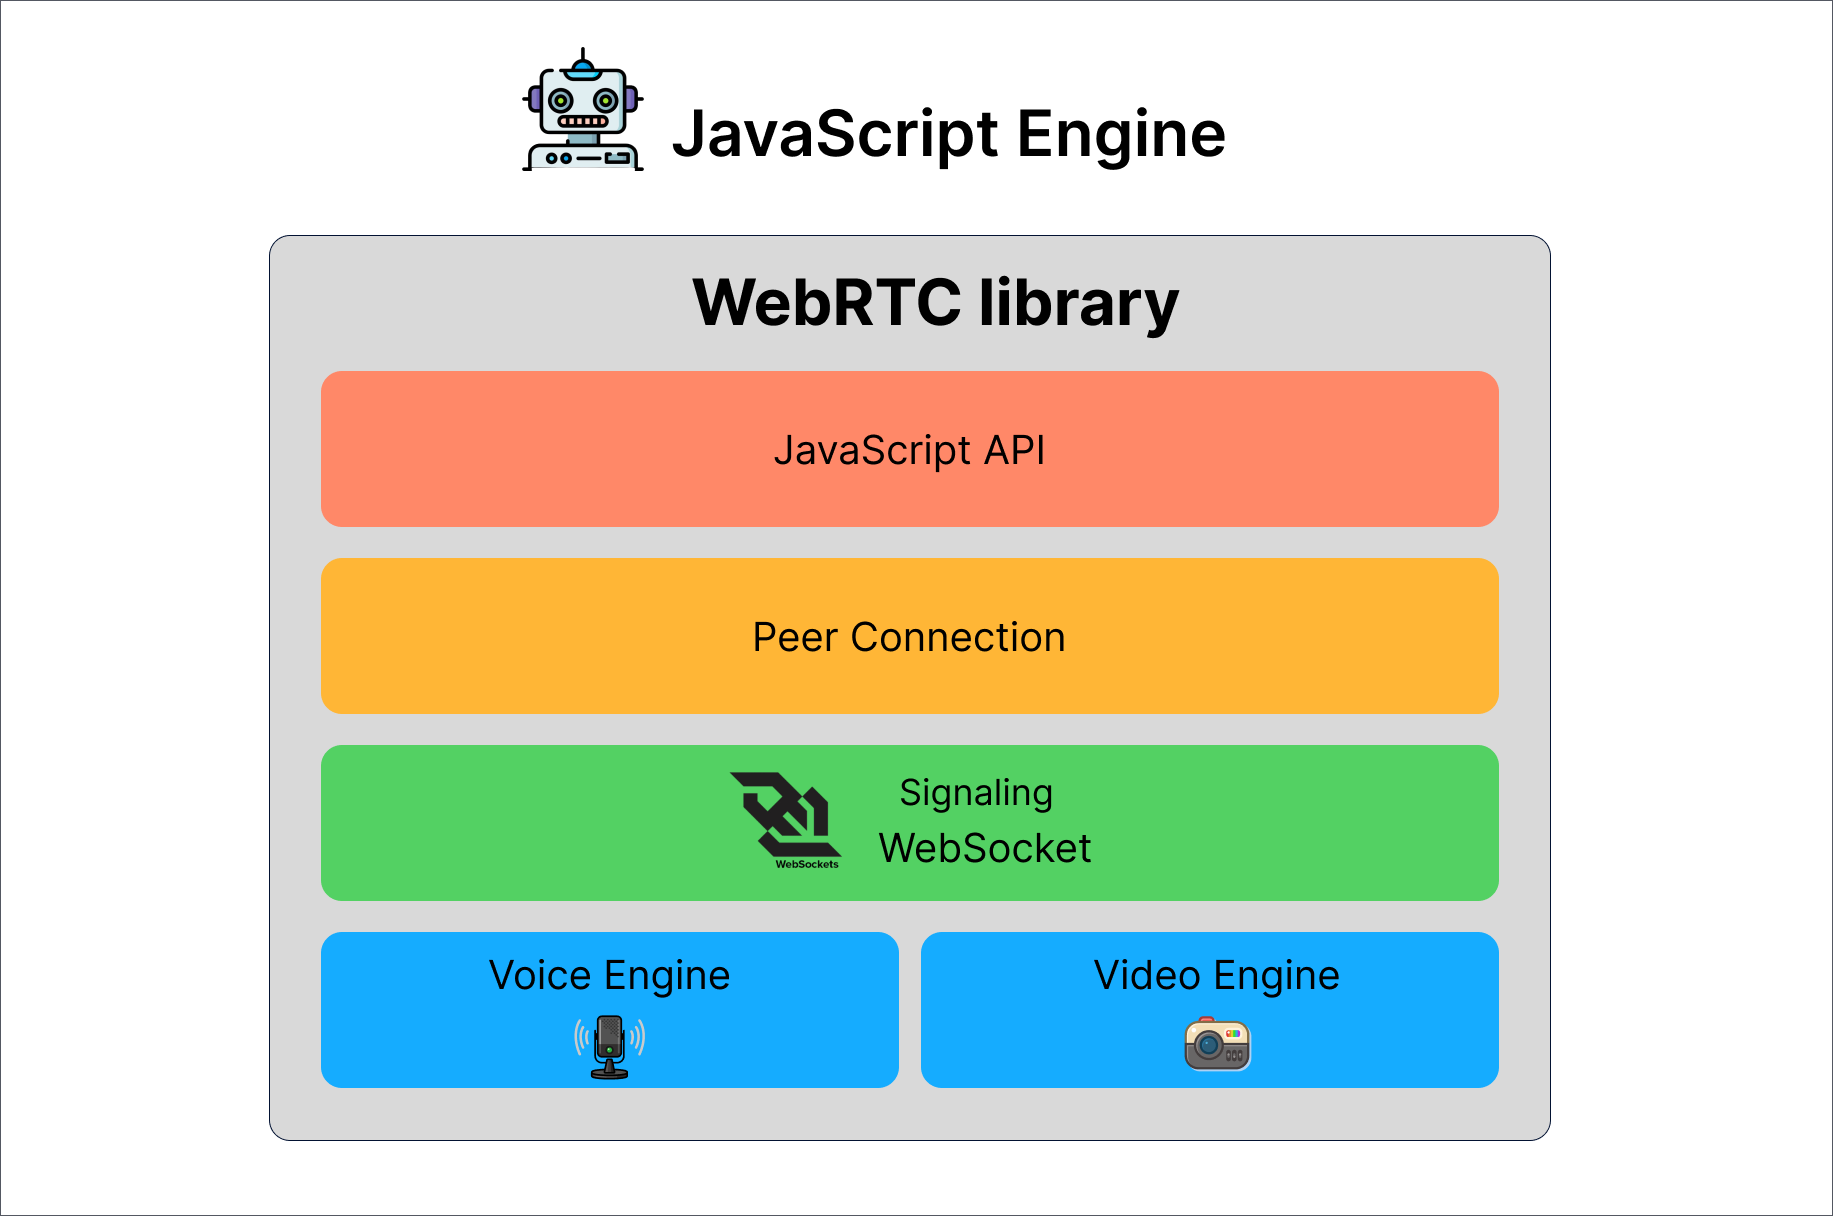 JavaScript Engine
WebRTC library
JavaScript API
Peer Connection
Signaling
WebSocket
WebSockets
Voice Engine
Video Engine